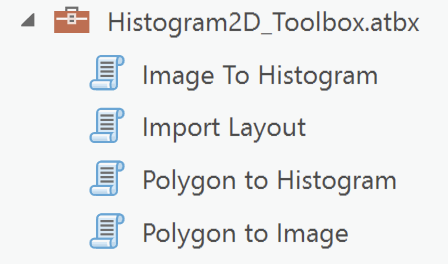 Histogram2D_Toolbox.atbx
Image To Histogram
Import Layout
Polygon to Histogram
Polygon to Image